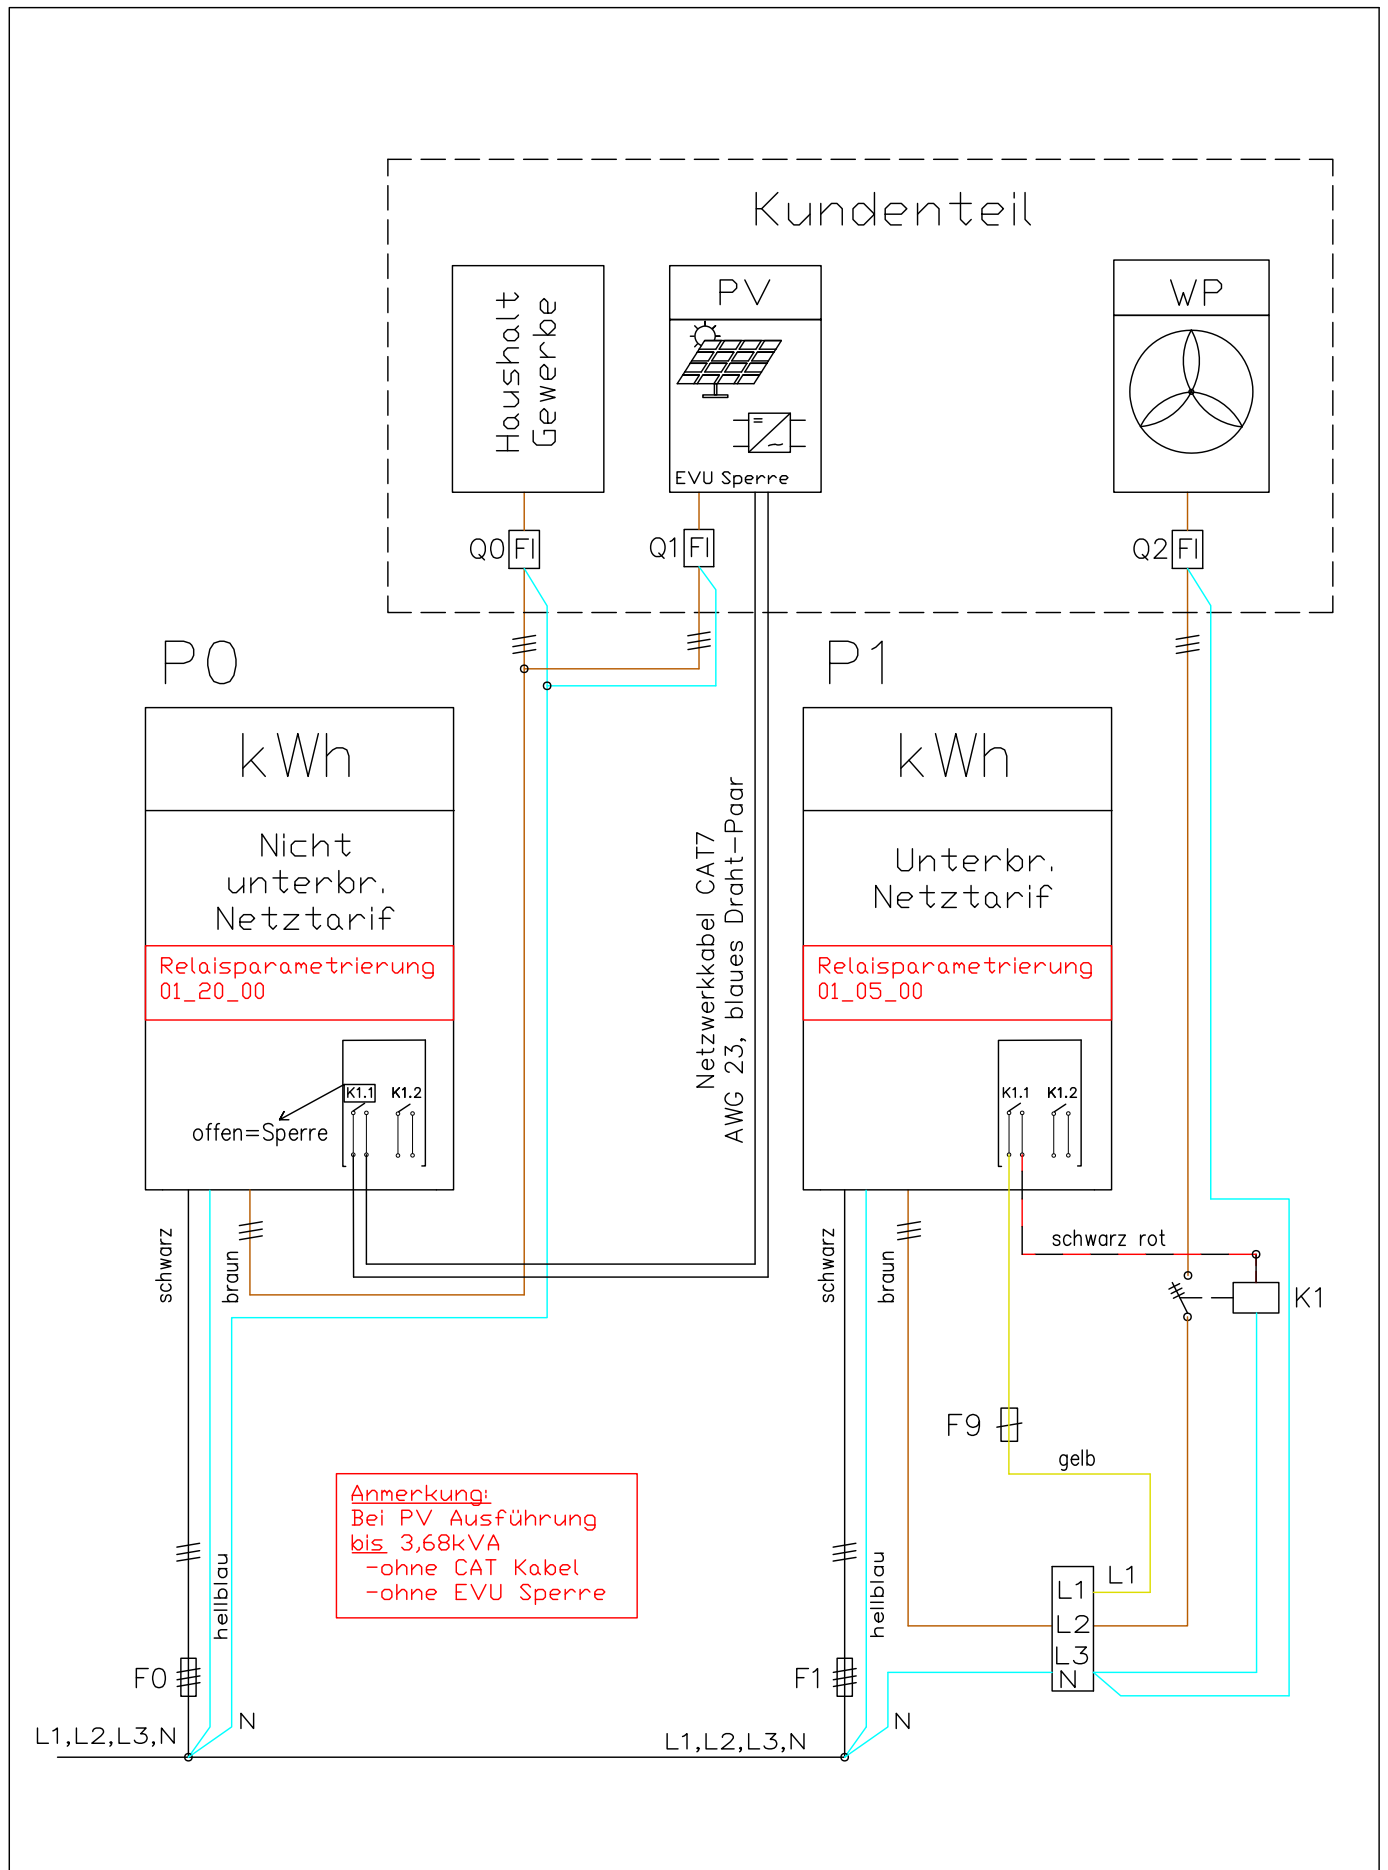 Kundenteil
Haushalt
Gewerbe
PV
EVU Sperre
WP
Q0 FI
Q1 FI
Q2 FI
P0
kWh
Nicht
unterbr.
Netztarif
Relaisparametrierung
01_20_00
K1.1 K1.2
offen=Sperre
Netzwerkkabel CAT7
AWG 23, blaues Draht-Paar
P1
kWh
Unterbr.
Netztarif
Relaisparametrierung
01_05_00
K1.1 K1.2
schwarz
braun
schwarz
braun
schwarz rot
K1
F9
gelb
Anmerkung:
Bei PV Ausführung
bis 3,68kVA
-ohne CAT Kabel
-ohne EVU Sperre
hellblau
hellblau
L1
L1
L2
L3
N
F0
F1
N
N
L1,L2,L3,N
L1,L2,L3,N